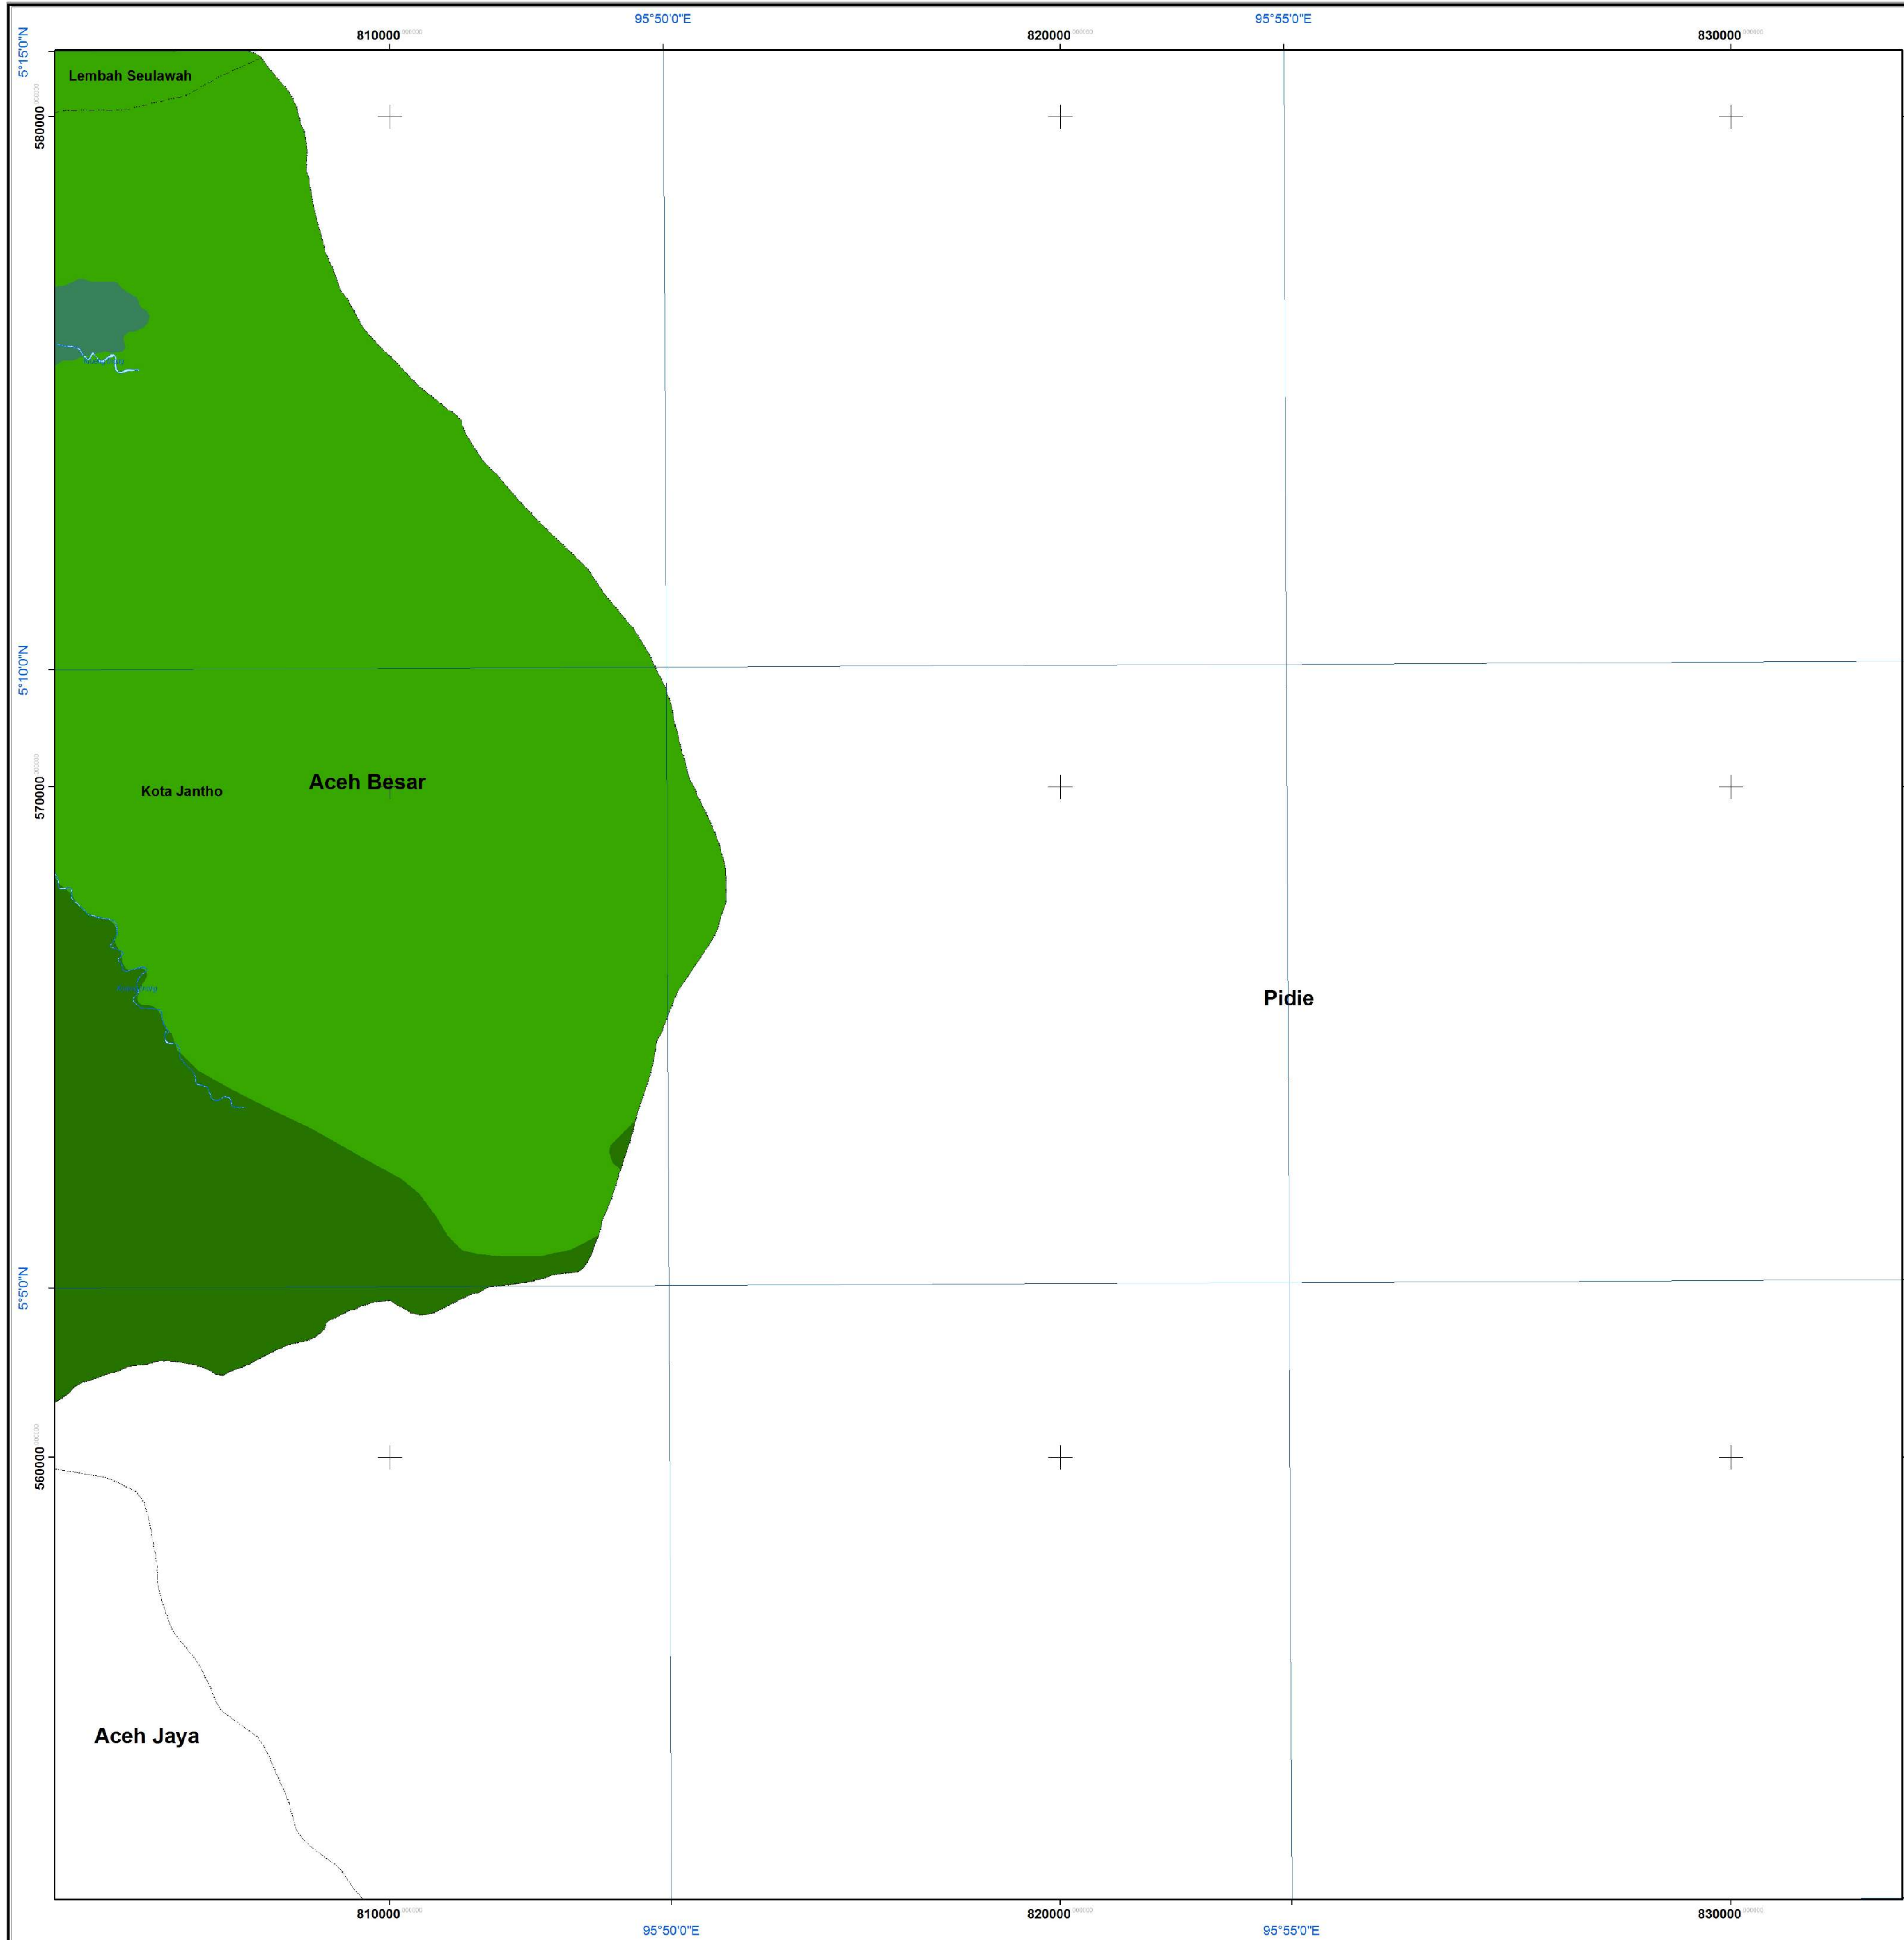 95°50'0"E
95°55'0"E
810000
820000
830000
5°15'0"N
580000
Lembah Seulawah
5°10'0"N
570000
Kota Jantho
Aceh Besar
Pidie
5°5'0"N
560000
Aceh Jaya
810000
820000
830000
95°50'0"E
95°55'0"E